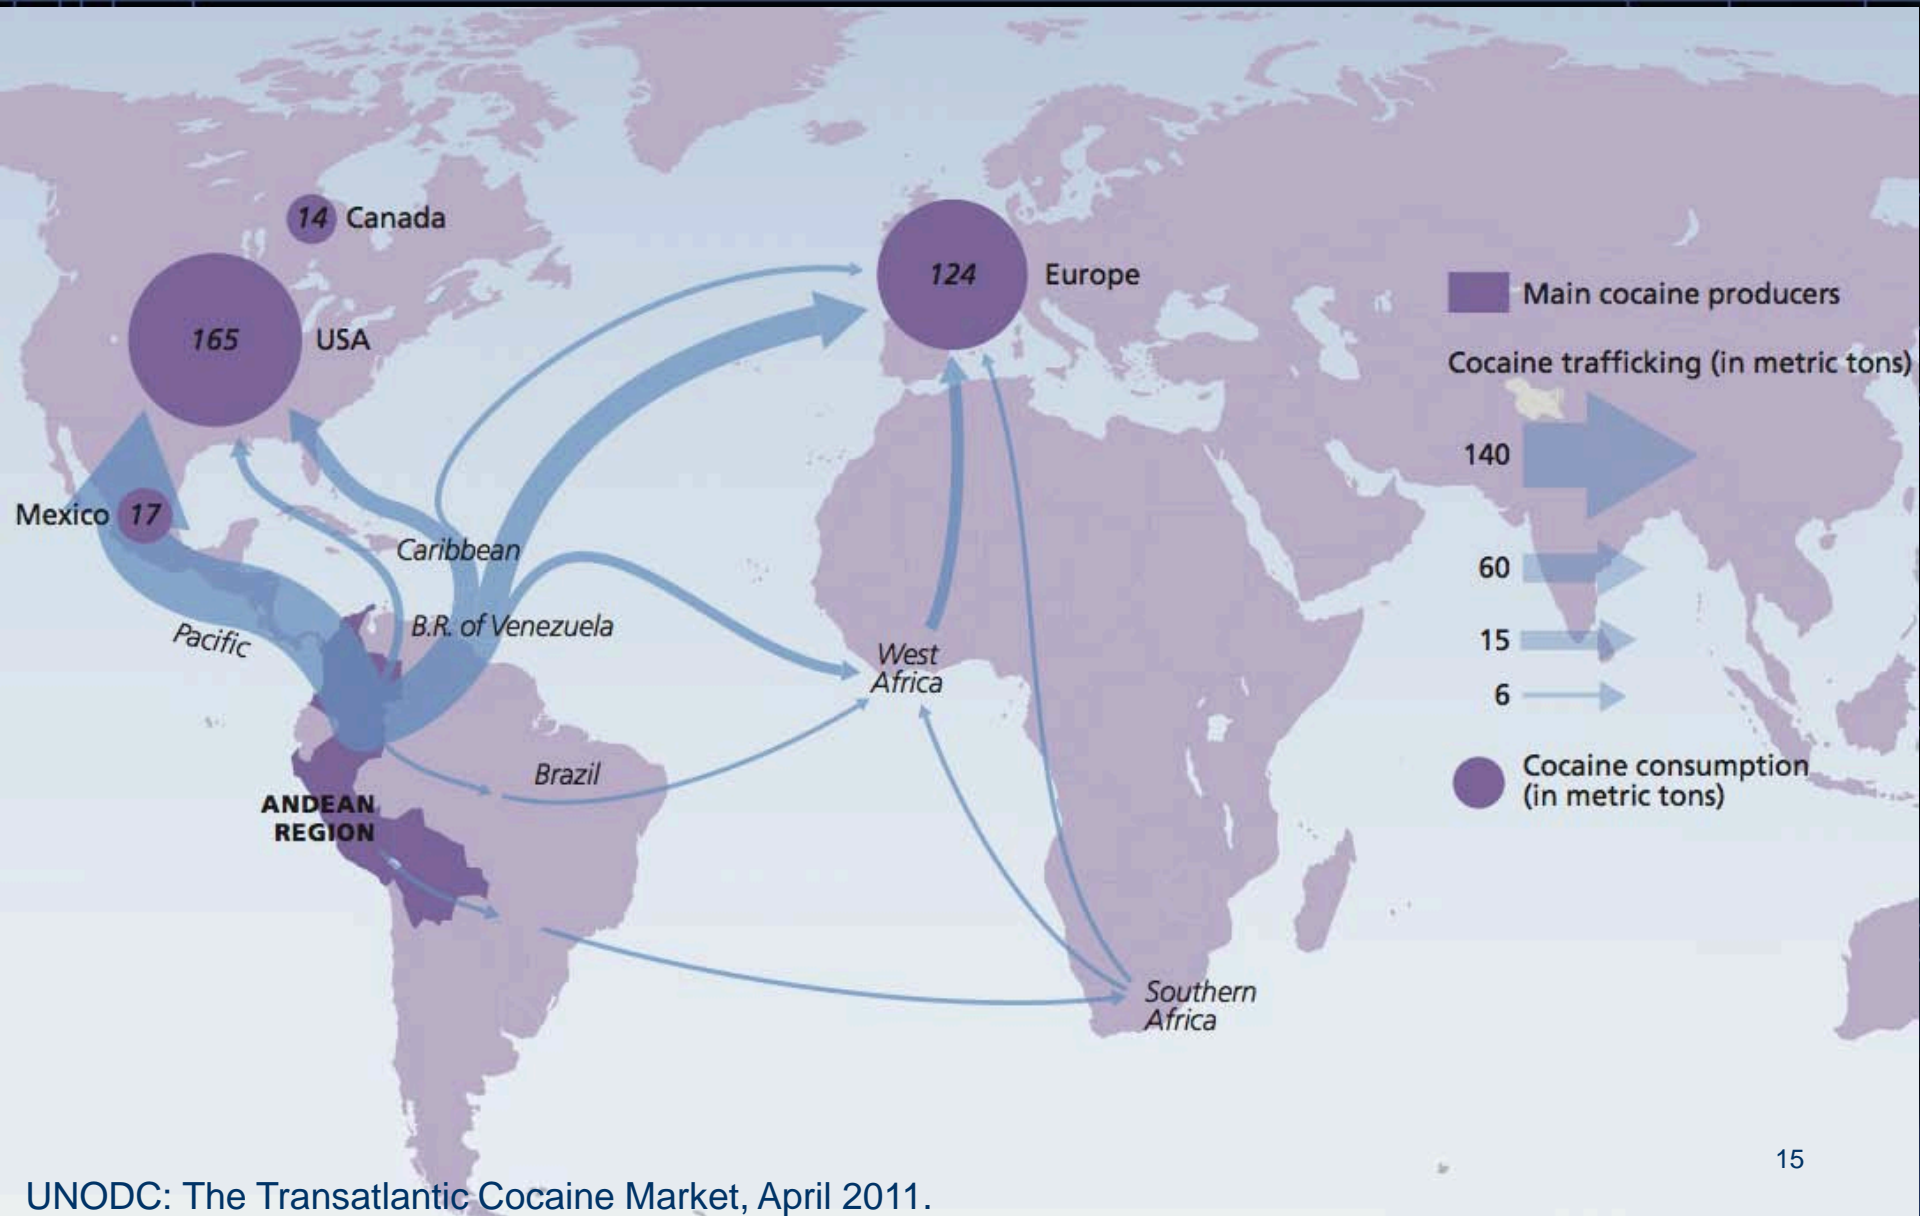 14 Canada
165 USA
124 Europe
Main cocaine producers
Cocaine trafficking (in metric tons)
140
60
15
6
Cocaine consumption
(in metric tons)
Mexico 17
Caribbean
B.R. of Venezuela
Pacific
West
Africa
Brazil
ANDEAN
REGION
Southern
Africa
15
UNODC: The Transatlantic Cocaine Market, April 2011.